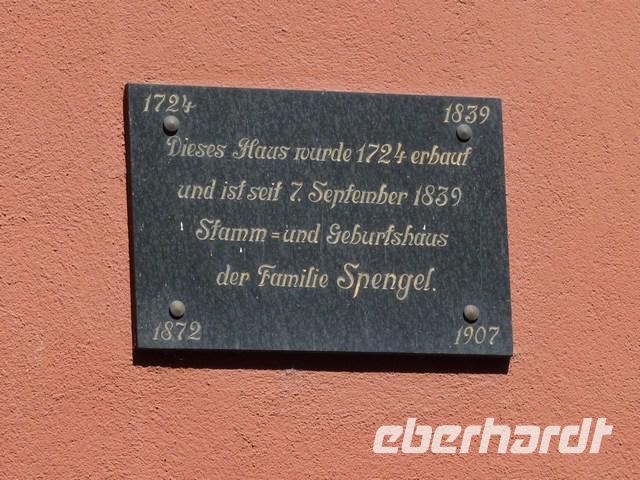 1724 1839
Dieses Haus wurde 1724 erbaut
und ist seit 7. September 1839
Stamm=und Geburtshaus
der Familie Spengel.
1872 1907
eberhardt